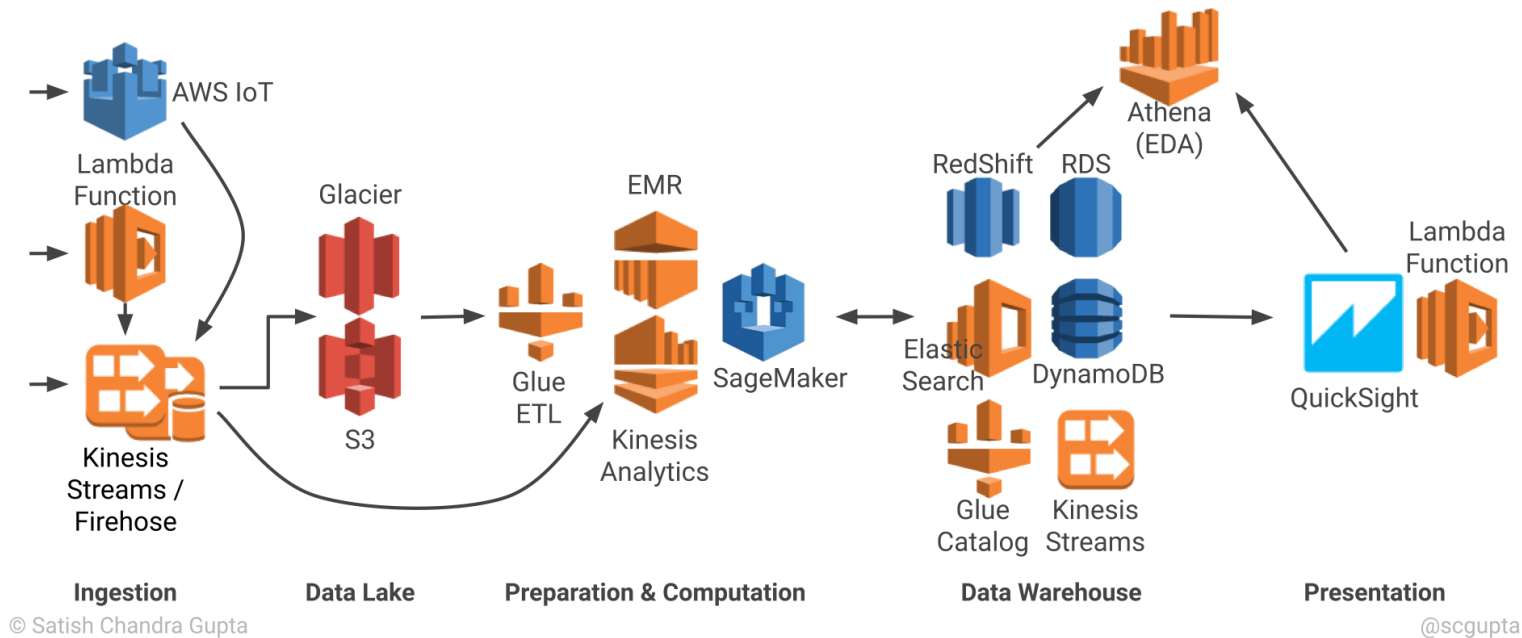 AWS IoT
Lambda
Function
Kinesis
Streams /
Firehose
Glacier
S3
Glue
ETL
EMR
Kinesis
Analytics
SageMaker
RedShift
RDS
Elastic
Search
DynamoDB
Glue
Catalog
Kinesis
Streams
Athena
(EDA)
QuickSight
Lambda
Function
Ingestion
Data Lake
Preparation & Computation
Data Warehouse
Presentation
© Satish Chandra Gupta
@scgupta